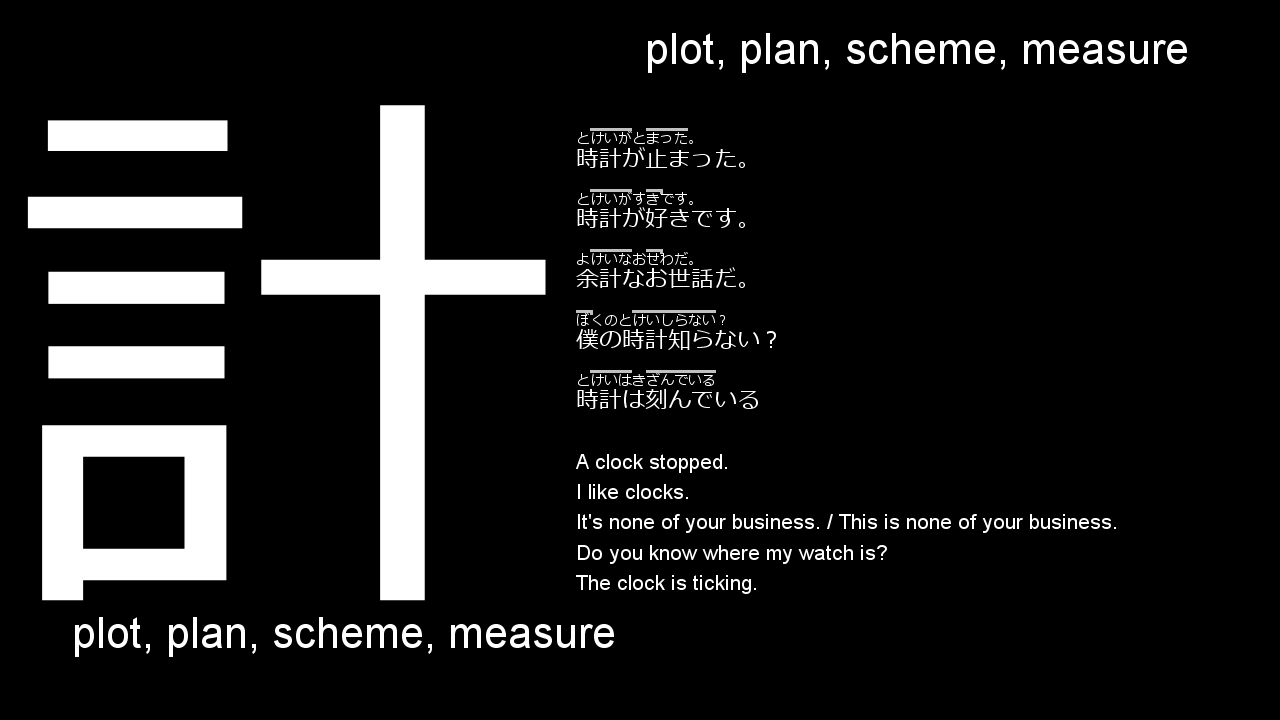 plot, plan, scheme, measure
計
とけいがとまった。
時計が止まった。
とけいがすきです。
時計が好きです。
よけいなおせわだ。
余計なお世話だ。
ぼくのとけいしらない？
僕の時計知らない？
とけいはきざんでいる
時計は刻んでいる
A clock stopped.
I like clocks.
It's none of your business. / This is none of your business.
Do you know where my watch is?
The clock is ticking.
plot, plan, scheme, measure